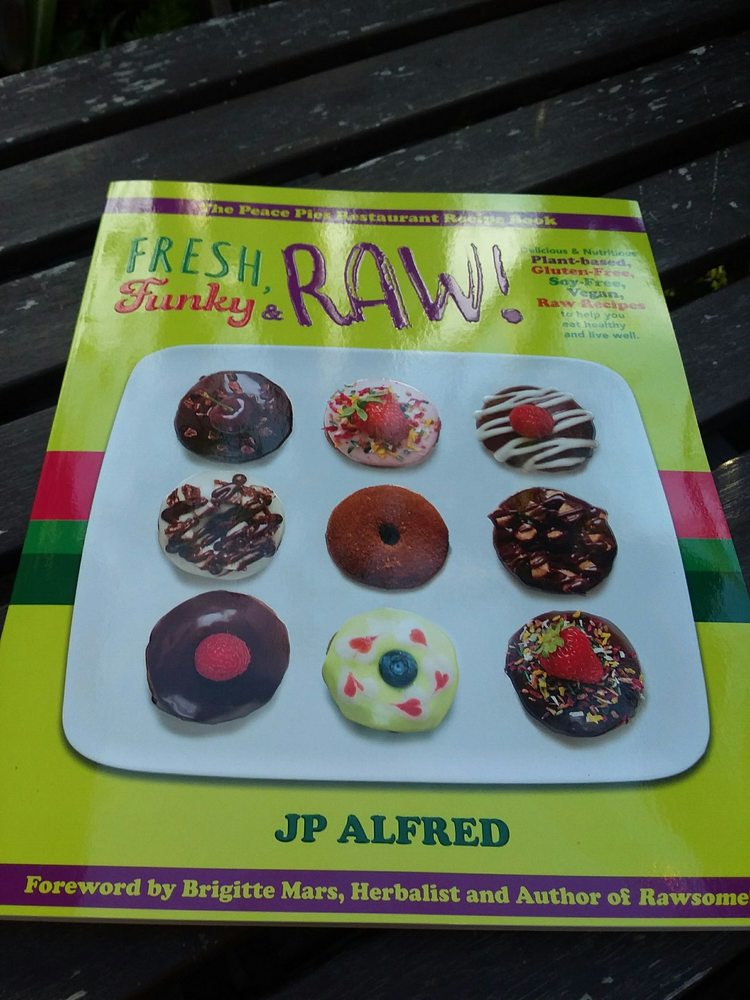 The Peace Pies Restaurant Recipe Book
FRESH,
Funky & RAW!
Delicious & Nutritious
Plant-based,
Gluten-Free,
Soy-Free,
Vegan,
Raw Recipes
to help you
eat healthy
and live well.
JP ALFRED
Foreword by Brigitte Mars, Herbalist and Author of Rawsome